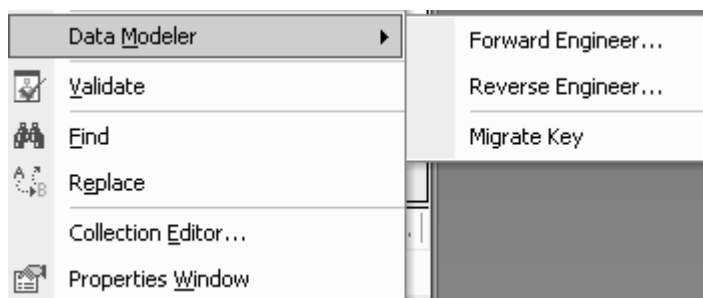 Data Modeler
Forward Engineer...
Reverse Engineer...
Migrate Key
Validate
Find
Replace
Collection Editor...
Properties Window